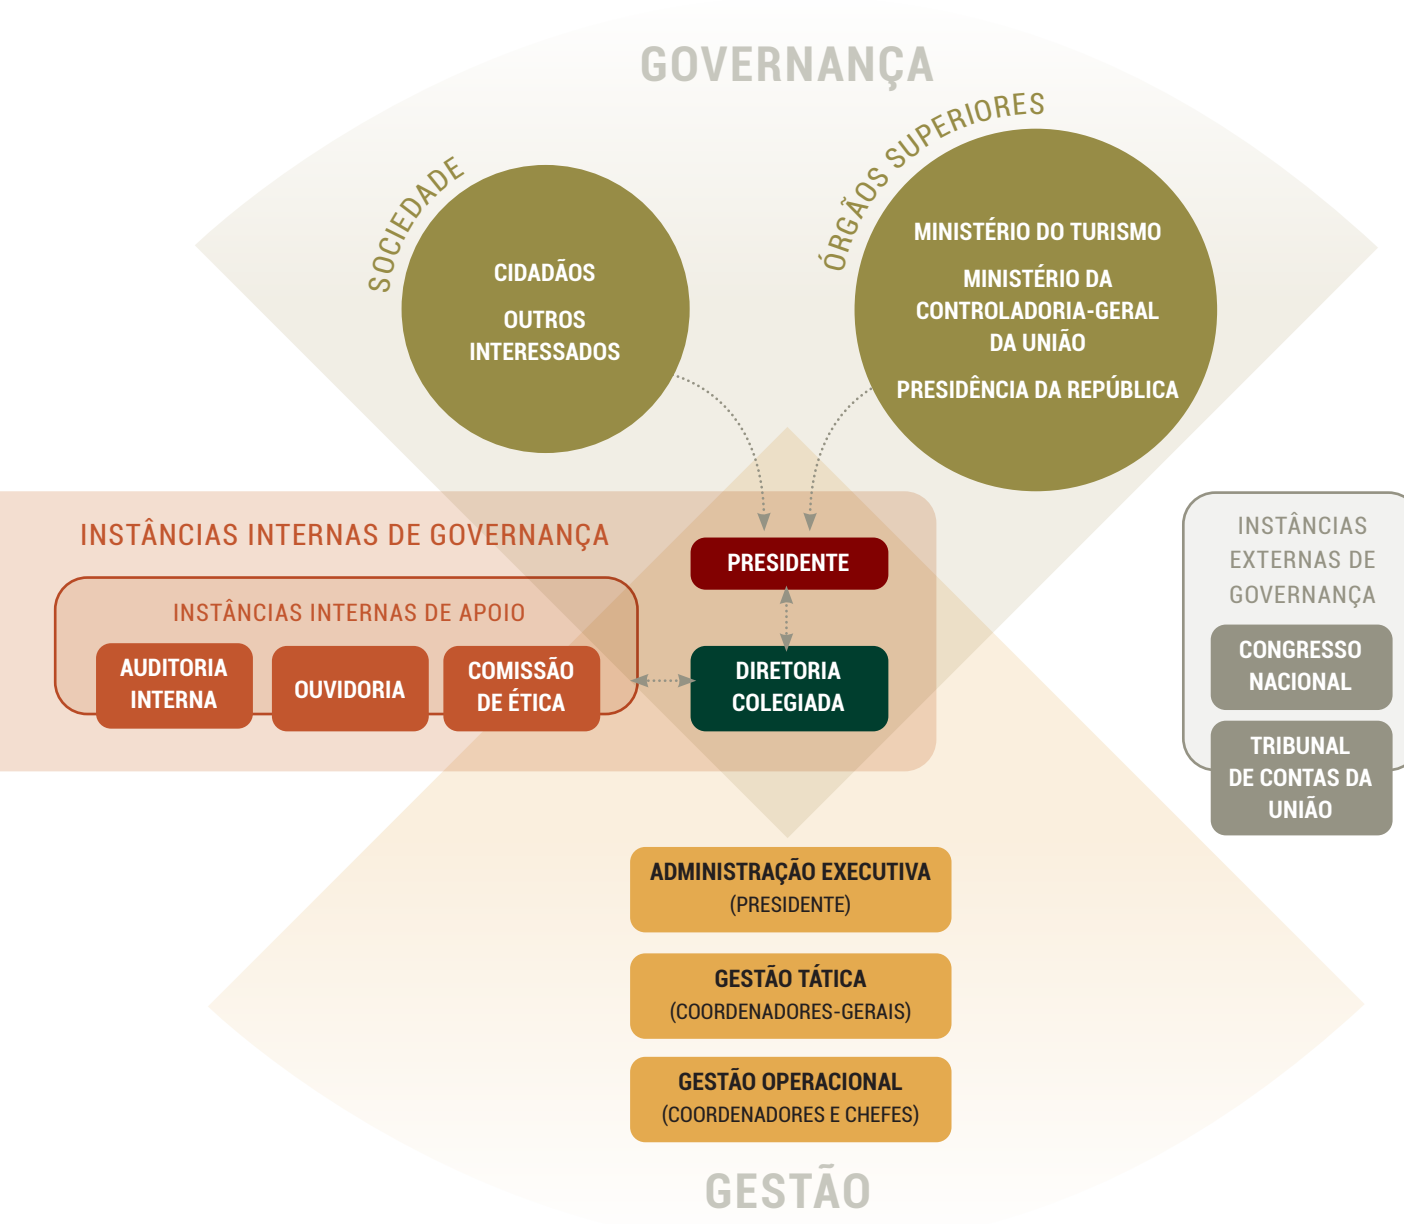 GOVERNANÇA
SOCIEDADE
CIDADÃOS
OUTROS
INTERESSADOS
ÓRGÃOS SUPERIORES
MINISTÉRIO DO TURISMO
MINISTÉRIO DA
CONTROLADORIA-GERAL
DA UNIÃO
PRESIDÊNCIA DA REPÚBLICA
INSTÂNCIAS INTERNAS DE GOVERNANÇA
INSTÂNCIAS INTERNAS DE APOIO
AUDITORIA
INTERNA
OUVIDORIA
COMISSÃO
DE ÉTICA
PRESIDENTE
DIRETORIA
COLEGIADA
INSTÂNCIAS
EXTERNAS DE
GOVERNANÇA
CONGRESSO
NACIONAL
TRIBUNAL
DE CONTAS DA
UNIÃO
ADMINISTRAÇÃO EXECUTIVA
(PRESIDENTE)
GESTÃO TÁTICA
(COORDENADORES-GERAIS)
GESTÃO OPERACIONAL
(COORDENADORES E CHEFES)
GESTÃO